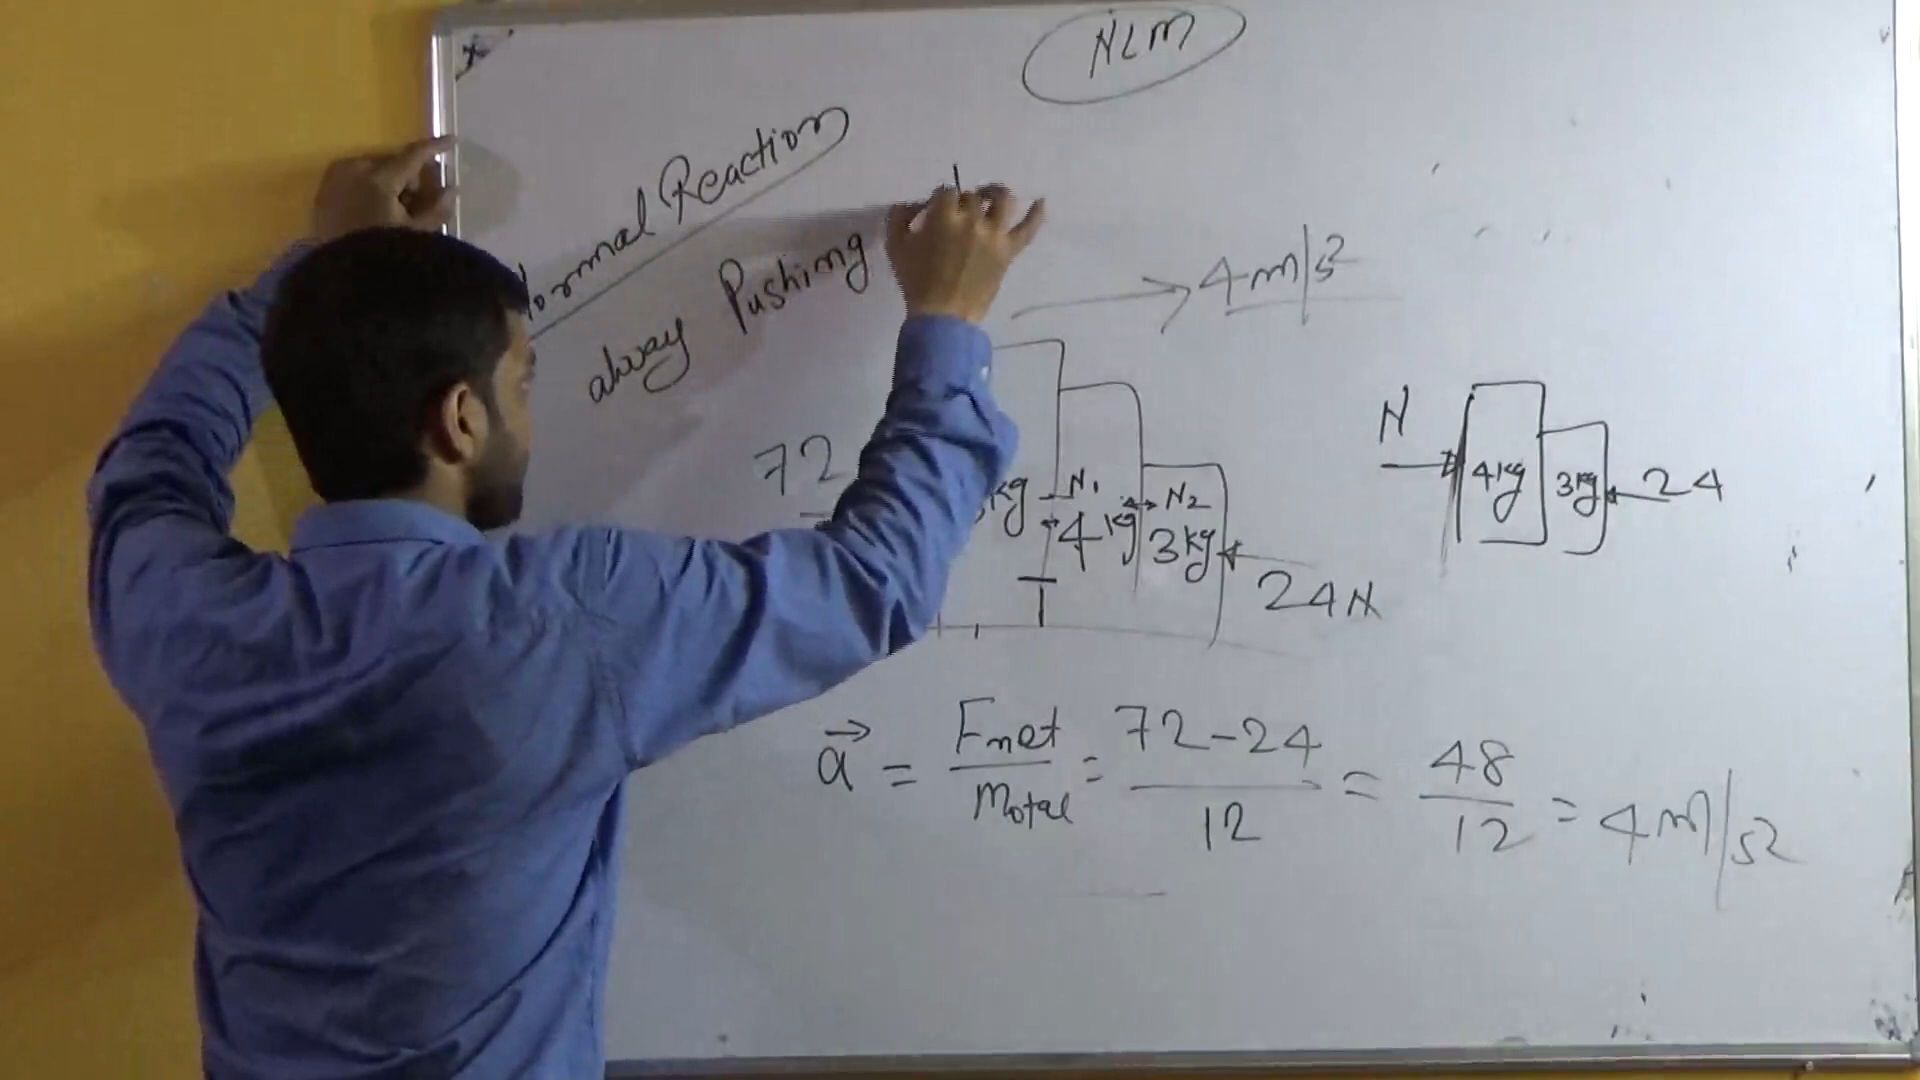 NLM
Normal Reaction
alway Pushing
4m/s2
72
kg N1 4kg N2 3kg
24N
N 4kg 3kg 24
a = Fnet/motal = 72-24/12 = 48/12 = 4m/s2